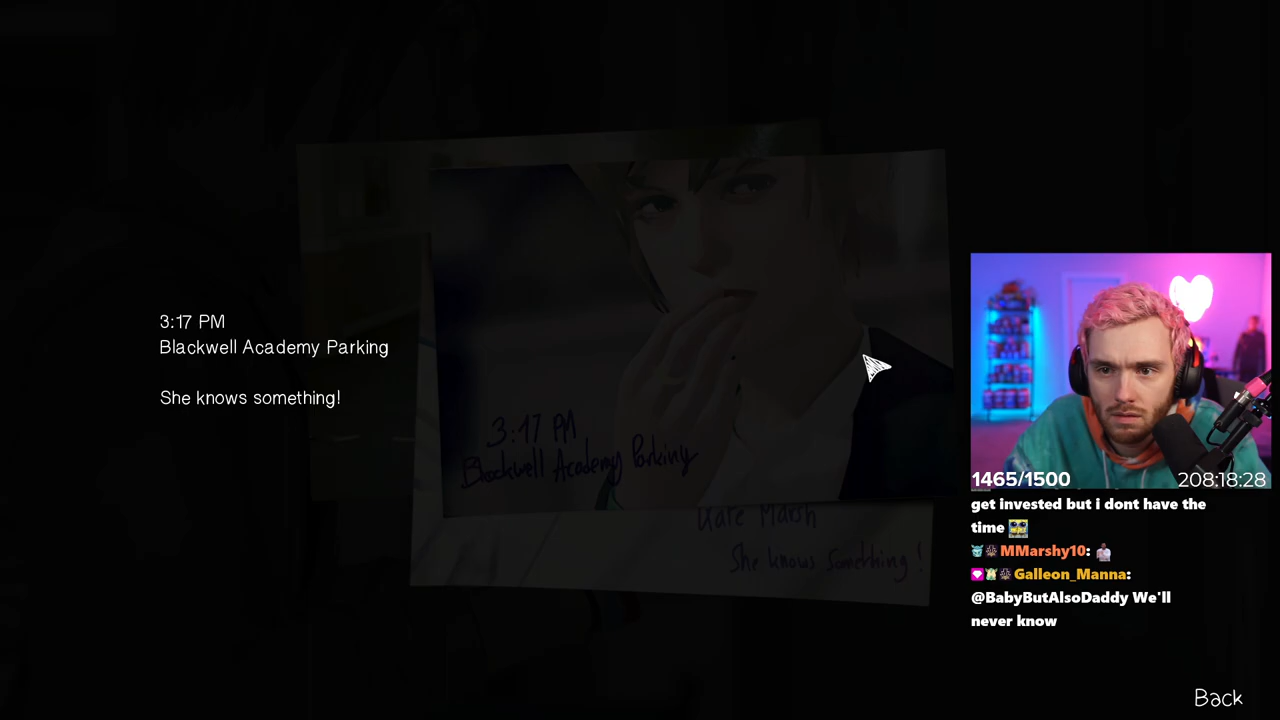 3:17 PM
Blackwell Academy Parking
She knows something!
3:17 PM
Blackwell Academy Parking
Kate Marsh
She knows something!
1465/1500
208:18:28
get invested but i dont have the
time
MMarshy10:
Galleon_Manna:
@BabyButAlsoDaddy We'll
never know
Back